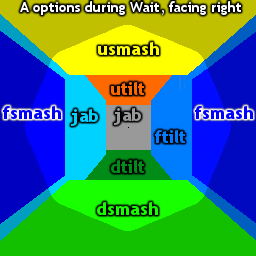 A options during Wait, facing right
usmash
utilt
fsmash jab jab fsmash
ftilt
dtilt
dsmash